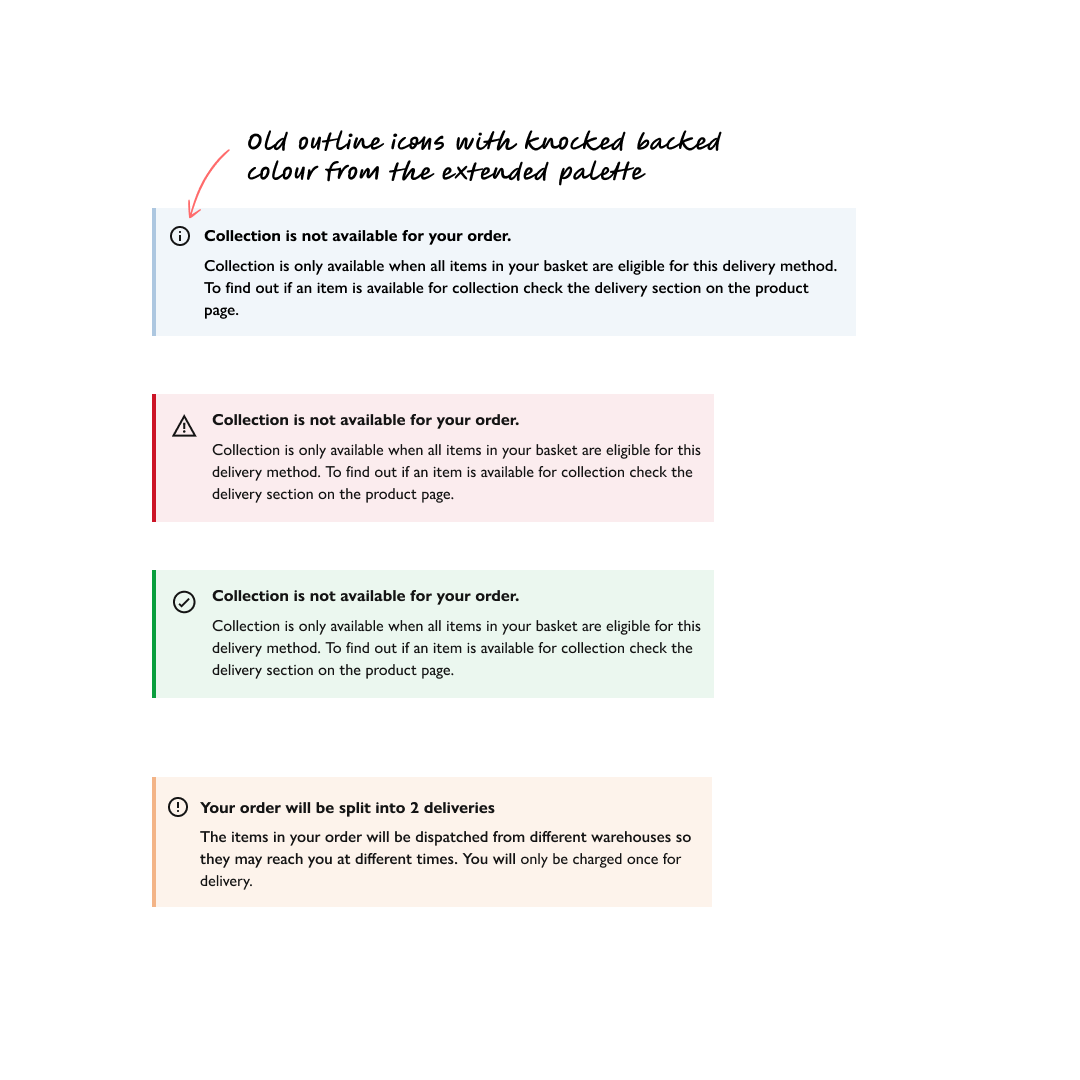 Old outline icons with knocked backed
colour from the extended palette
Collection is not available for your order.
Collection is only available when all items in your basket are eligible for this delivery method.
To find out if an item is available for collection check the delivery section on the product
page.
Collection is not available for your order.
Collection is only available when all items in your basket are eligible for this
delivery method. To find out if an item is available for collection check the
delivery section on the product page.
Collection is not available for your order.
Collection is only available when all items in your basket are eligible for this
delivery method. To find out if an item is available for collection check the
delivery section on the product page.
Your order will be split into 2 deliveries
The items in your order will be dispatched from different warehouses so
they may reach you at different times. You will only be charged once for
delivery.